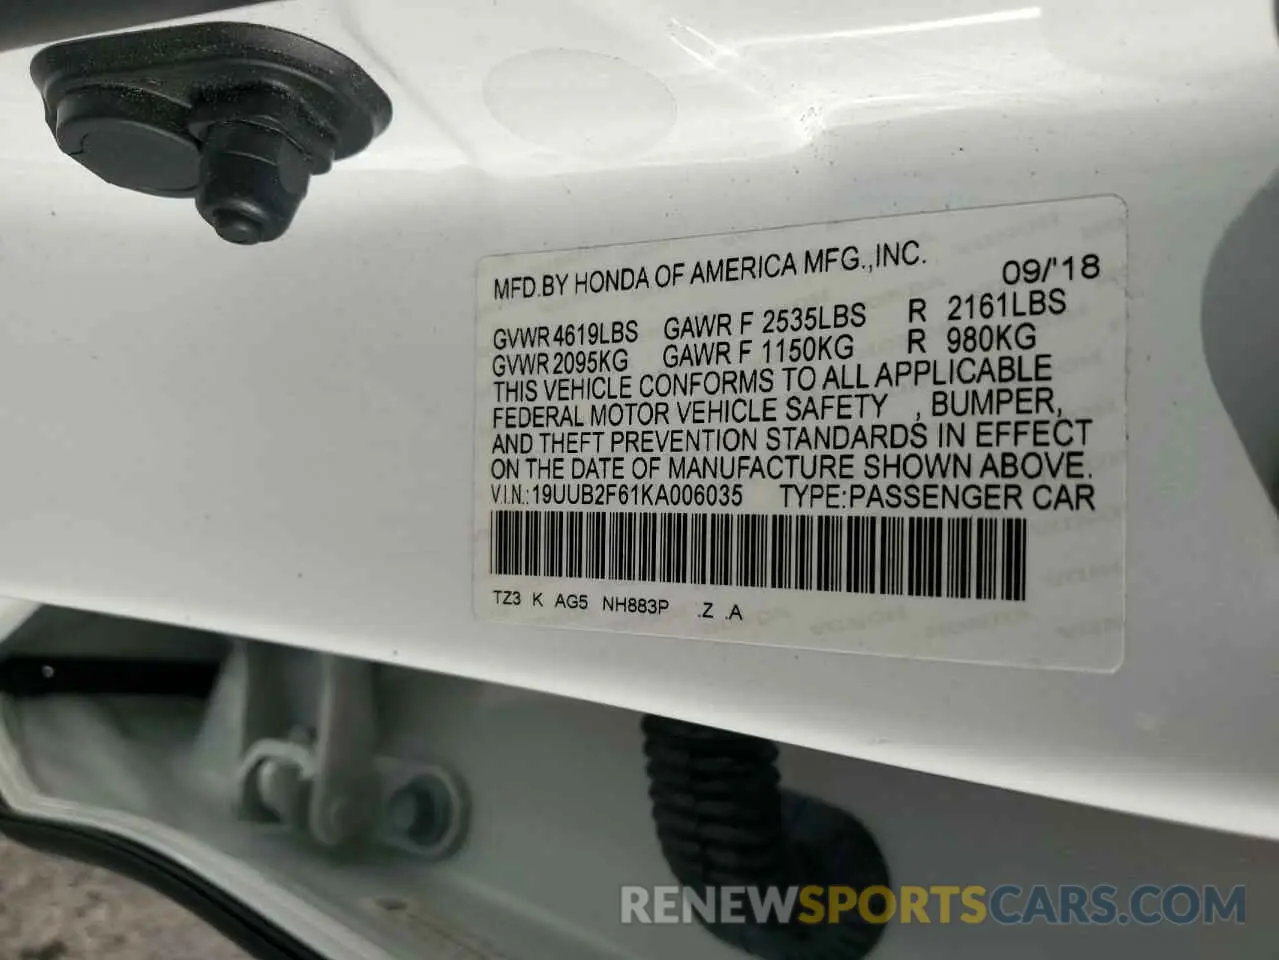 MFD.BY HONDA OF AMERICA MFG.,INC. 09/'18
GVWR 4619LBS GAWR F 2535LBS R 2161LBS
GVWR 2095KG GAWR F 1150KG R 980KG
THIS VEHICLE CONFORMS TO ALL APPLICABLE
FEDERAL MOTOR VEHICLE SAFETY , BUMPER,
AND THEFT PREVENTION STANDARDS IN EFFECT
ON THE DATE OF MANUFACTURE SHOWN ABOVE.
V.I.N.: 19UUB2F61KA006035 TYPE:PASSENGER CAR
TZ3 K AG5 NH883P .Z .A
RENEWSPORTSCARS.COM